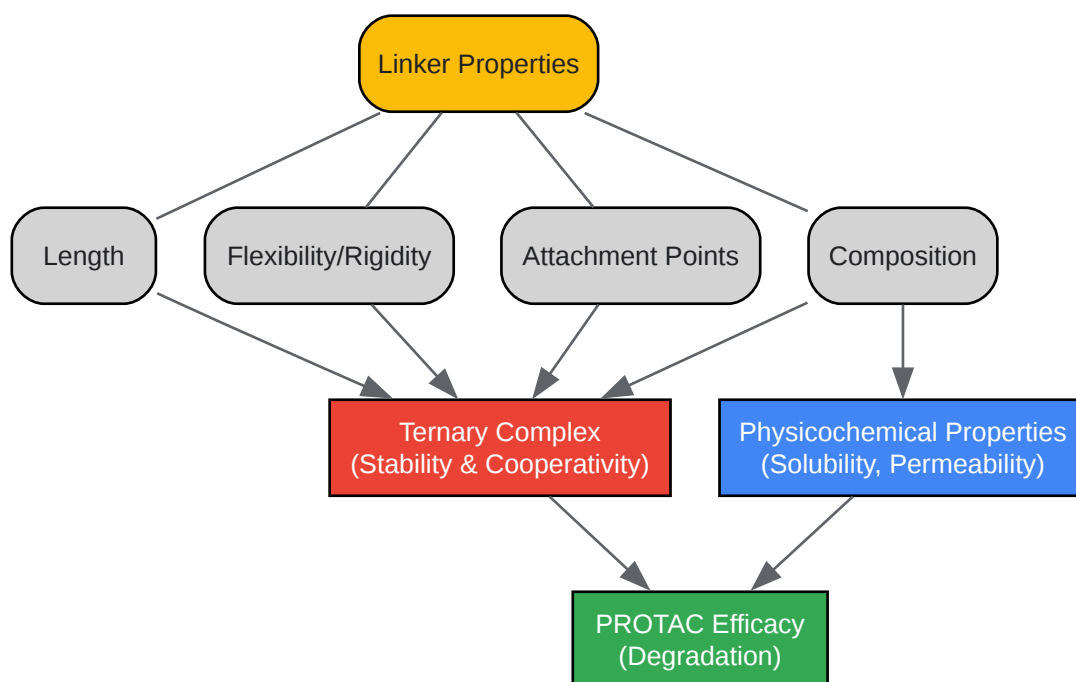 Linker Properties
Length
Flexibility/Rigidity
Attachment Points
Composition
Ternary Complex
(Stability & Cooperativity)
Physicochemical Properties
(Solubility, Permeability)
PROTAC Efficacy
(Degradation)